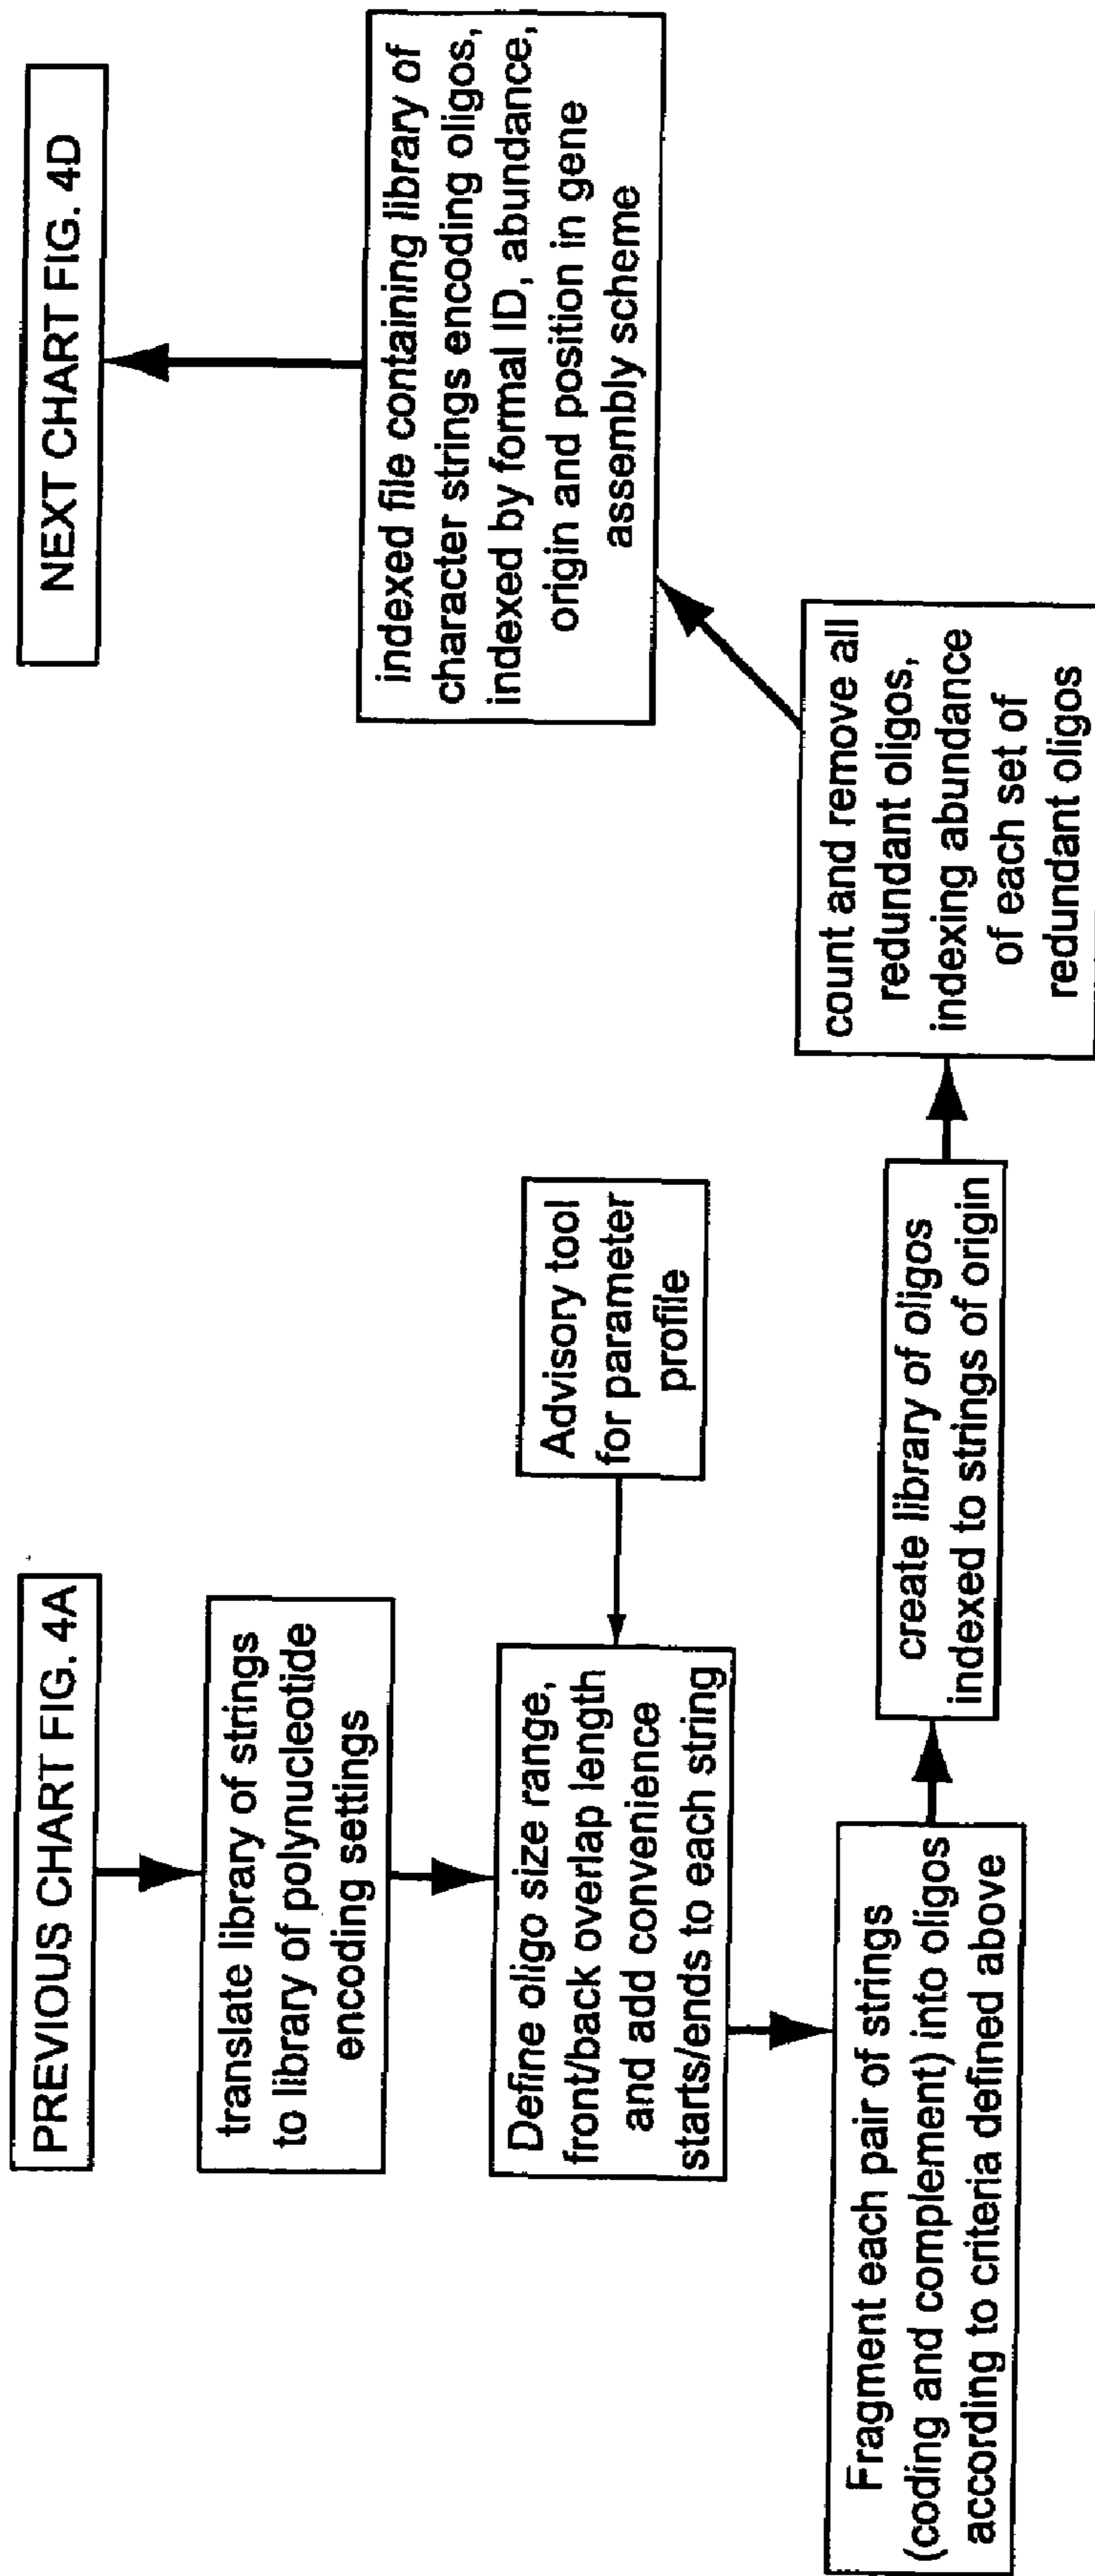 PREVIOUS CHART FIG. 4A
translate library of strings
to library of polynucleotide
encoding settings
Define oligo size range,
front/back overlap length
and add convenience
starts/ends to each string
Advisory tool
for parameter
profile
Fragment each pair of strings
(coding and complement) into oligos
according to criteria defined above
create library of oligos
indexed to strings of origin
count and remove all
redundant oligos,
indexing abundance
of each set of
redundant oligos
indexed file containing library of
character strings encoding oligos,
indexed by formal ID, abundance,
origin and position in gene
assembly scheme
NEXT CHART FIG. 4D